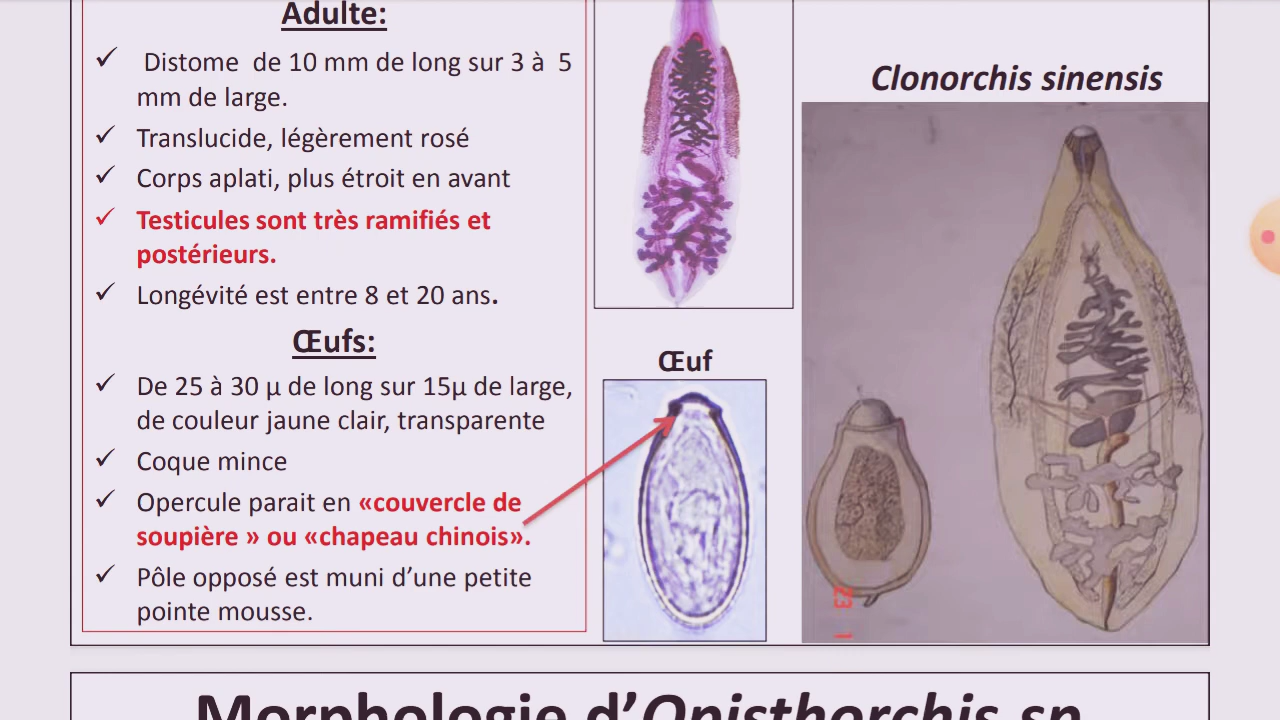 Adulte:
✓ Distome de 10 mm de long sur 3 à 5
mm de large.
✓ Translucide, légèrement rosé
✓ Corps aplati, plus étroit en avant
✓ Testicules sont très ramifiés et
postérieurs.
✓ Longévité est entre 8 et 20 ans.
Œufs:
✓ De 25 à 30 µ de long sur 15µ de large,
de couleur jaune clair, transparente
✓ Coque mince
✓ Opercule parait en «couvercle de
soupière » ou «chapeau chinois».
✓ Pôle opposé est muni d’une petite
pointe mousse.
Œuf
Clonorchis sinensis
Morphologie d’Opisthorchis sp